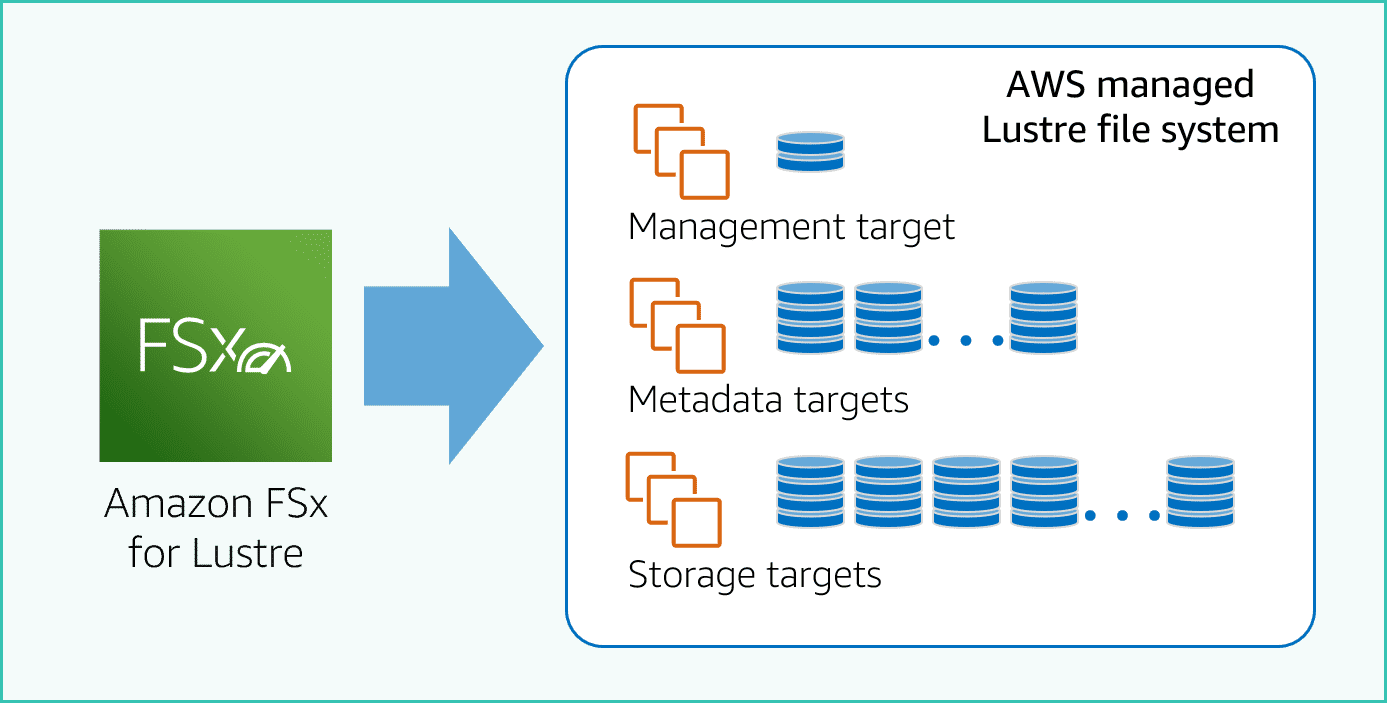 AWS managed
Lustre file system
Management target
Metadata targets
Storage targets
FSx
Amazon FSx
for Lustre